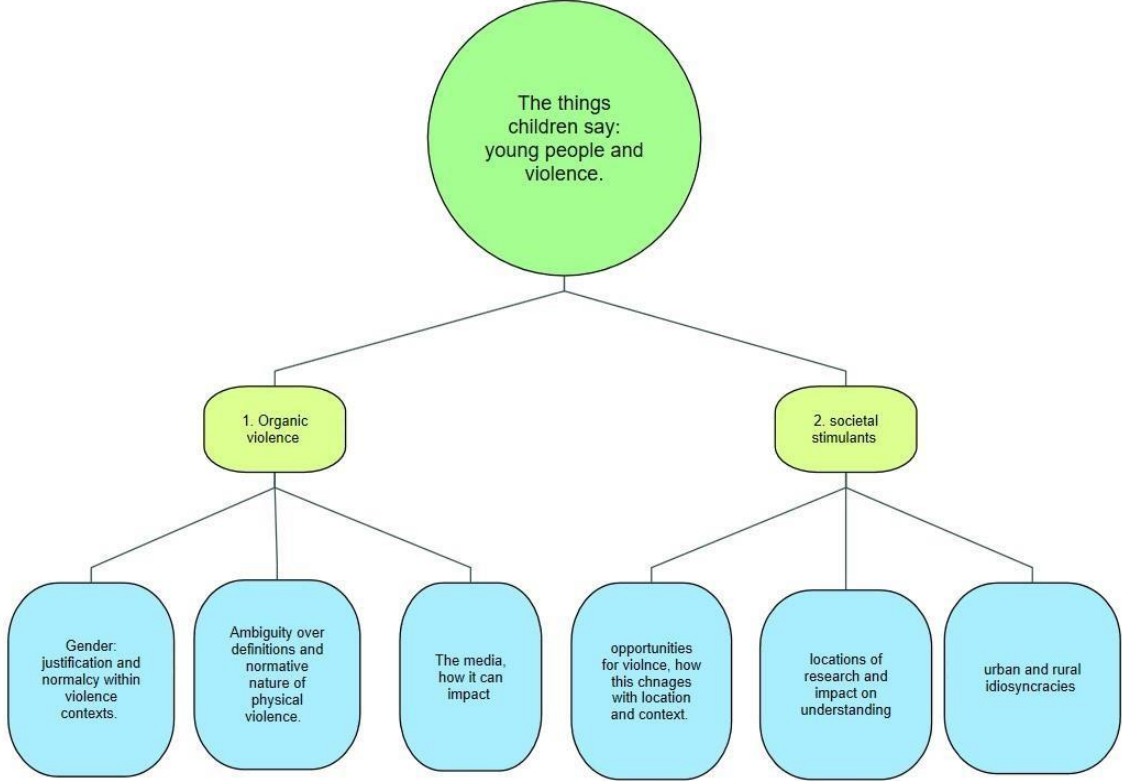 The things
children say:
young people and
violence.
1. Organic
violence
2. societal
stimulants
Gender:
justification and
normalcy within
violence
contexts.
Ambiguity over
definitions and
normative
nature of
physical
violence.
The media,
how it can
impact
opportunities
for violnce, how
this chnages
with location
and context.
locations of
research and
impact on
understanding
urban and rural
idiosyncracies